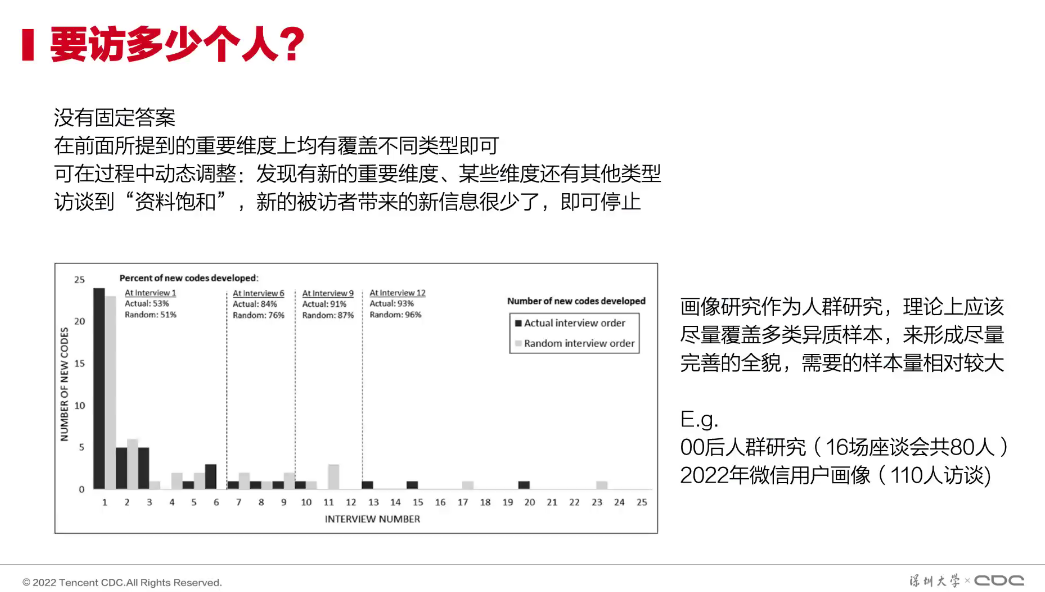 要访多少个人？
没有固定答案
在前面所提到的重要维度上均有覆盖不同类型即可
可在过程中动态调整：发现有新的重要维度、某些维度还有其他类型
访谈到“资料饱和”，新的被访者带来的新信息很少了，即可停止
Percent of new codes developed:
At Interview 1
Actual: 53%
Random: 51%
At Interview 6
Actual: 84%
Random: 76%
At Interview 9
Actual: 91%
Random: 87%
At Interview 12
Actual: 93%
Random: 96%
Number of new codes developed
Actual interview order
Random interview order
NUMBER OF NEW CODES
25
20
15
10
5
0
1 2 3 4 5 6 7 8 9 10 11 12 13 14 15 16 17 18 19 20 21 22 23 24 25
INTERVIEW NUMBER
画像研究作为人群研究，理论上应该
尽量覆盖多类异质样本，来形成尽量
完善的全貌，需要的样本量相对较大
E.g.
00后人群研究（16场座谈会共80人）
2022年微信用户画像（110人访谈)
© 2022 Tencent CDC.All Rights Reserved.
深圳大学 × CDC